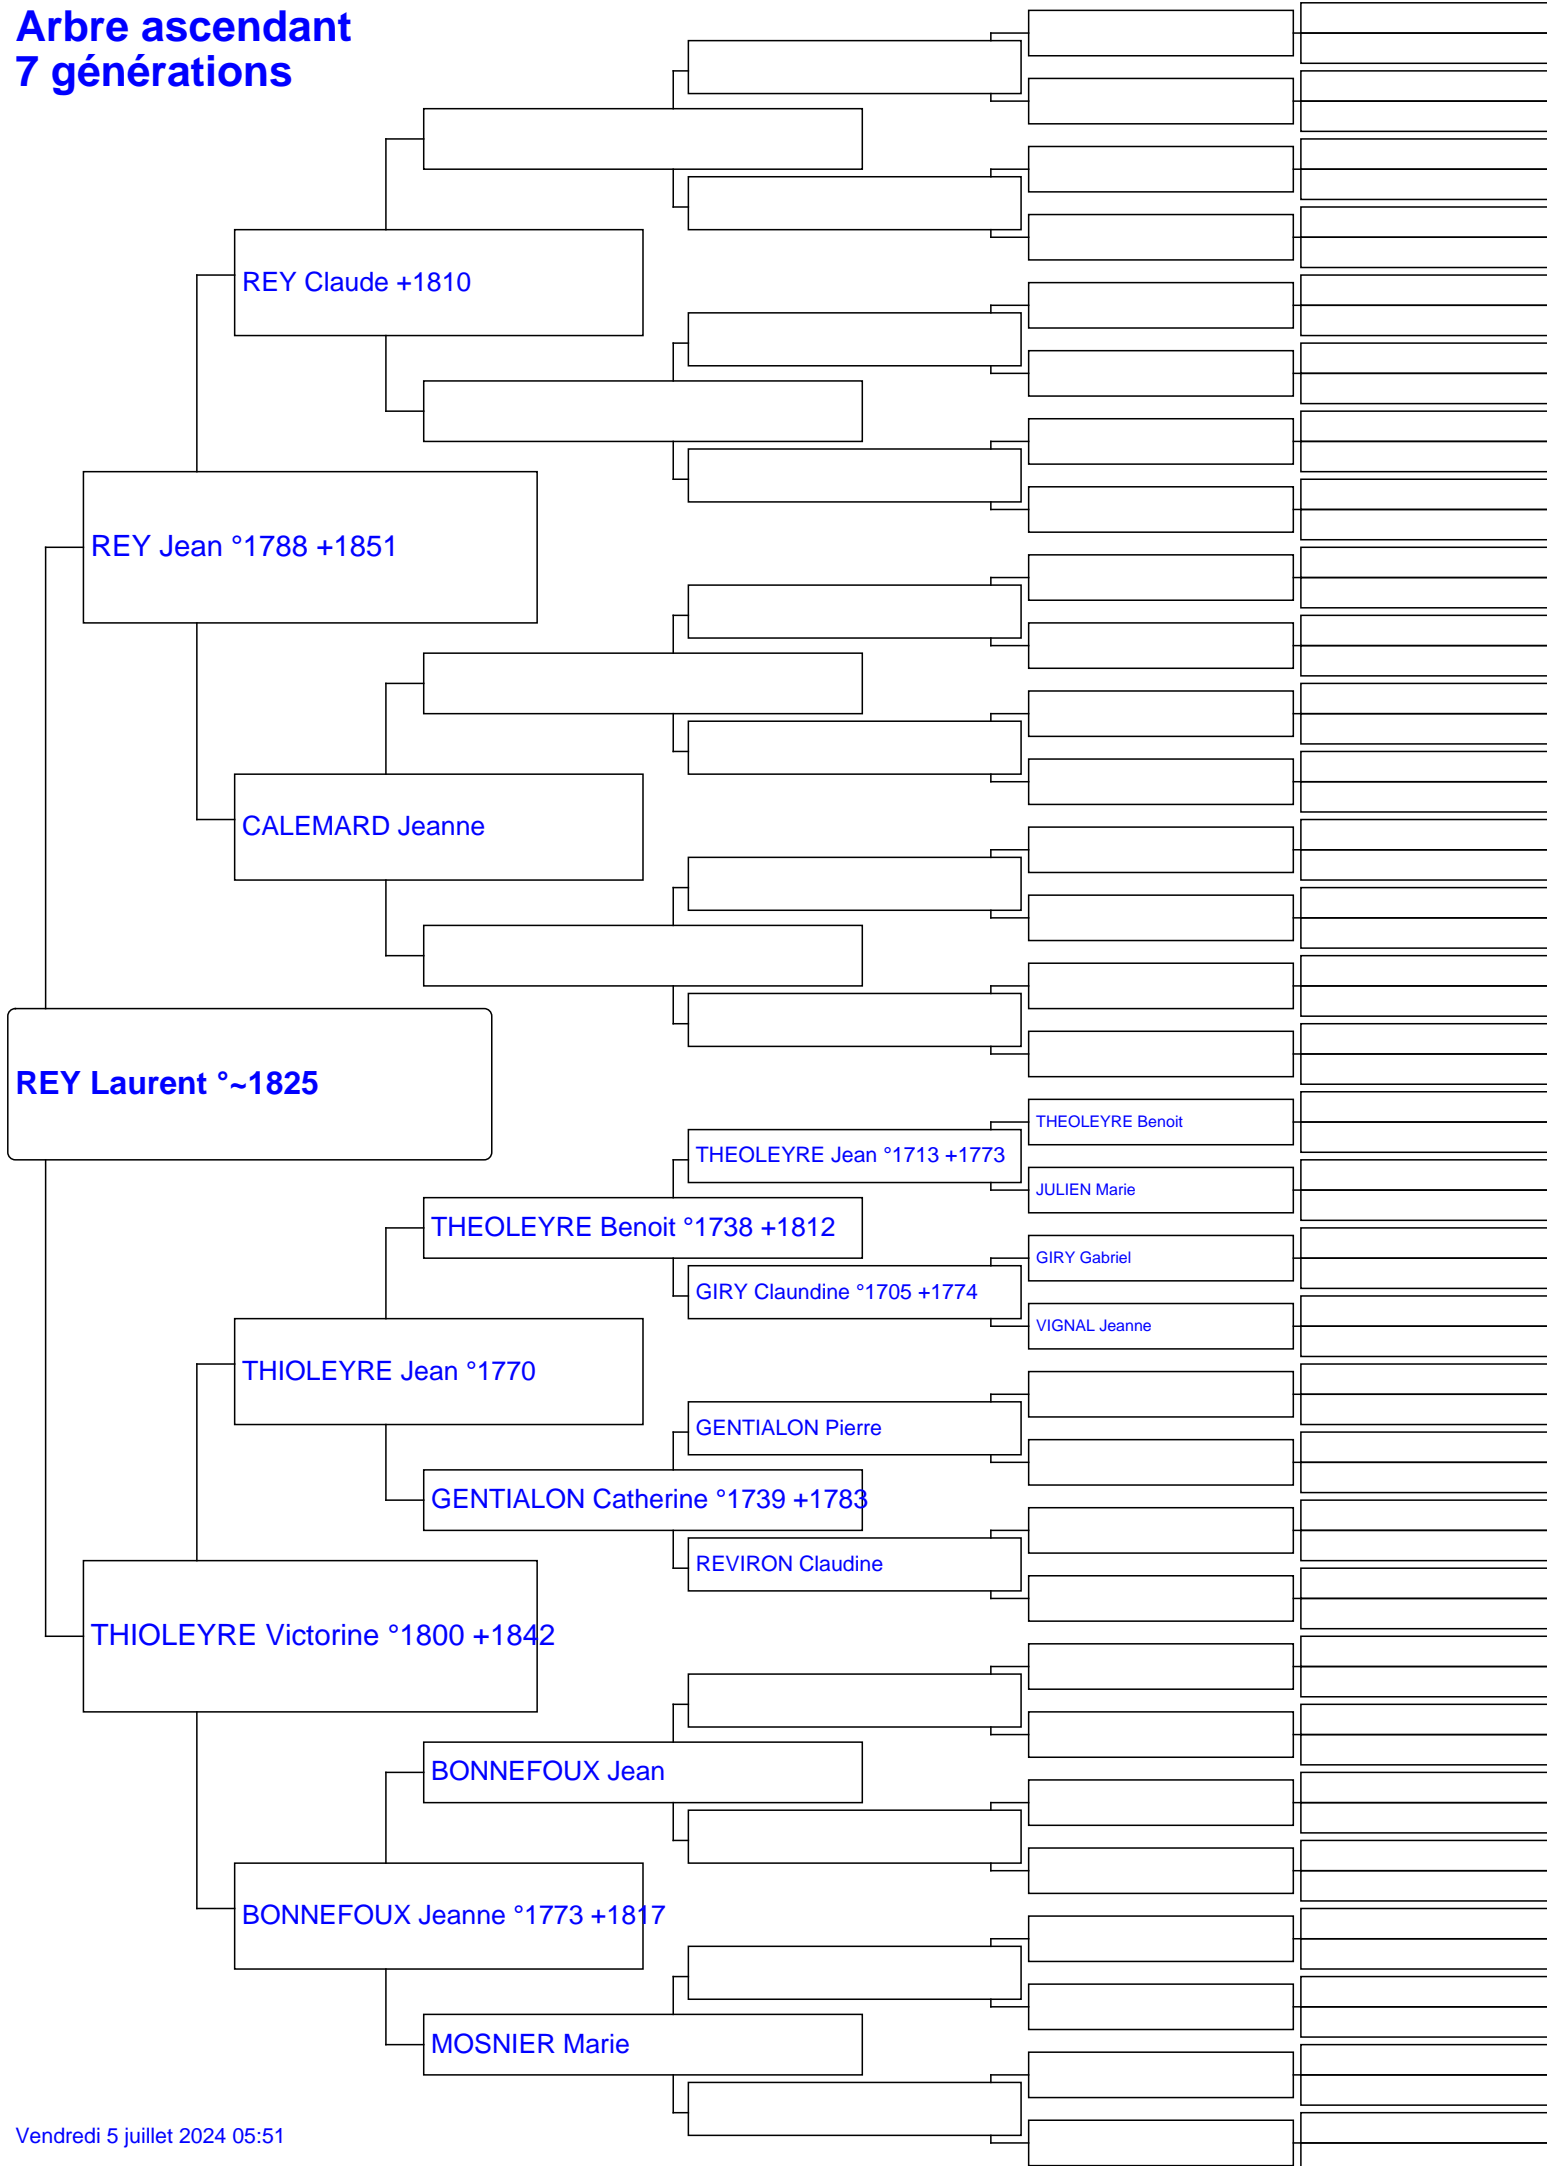 Arbre ascendant
7 générations
REY Claude +1810
REY Jean °1788 +1851
CALEMARD Jeanne
REY Laurent °~1825
THEOLEYRE Benoit
THEOLEYRE Jean °1713 +1773
JULIEN Marie
THEOLEYRE Benoit °1738 +1812
GIRY Gabriel
GIRY Claundine °1705 +1774
VIGNAL Jeanne
THIOLEYRE Jean °1770
GENTIALON Pierre
GENTIALON Catherine °1739 +1783
REVIRON Claudine
THIOLEYRE Victorine °1800 +1842
BONNEFOUX Jean
BONNEFOUX Jeanne °1773 +1817
MOSNIER Marie
Vendredi 5 juillet 2024 05:51